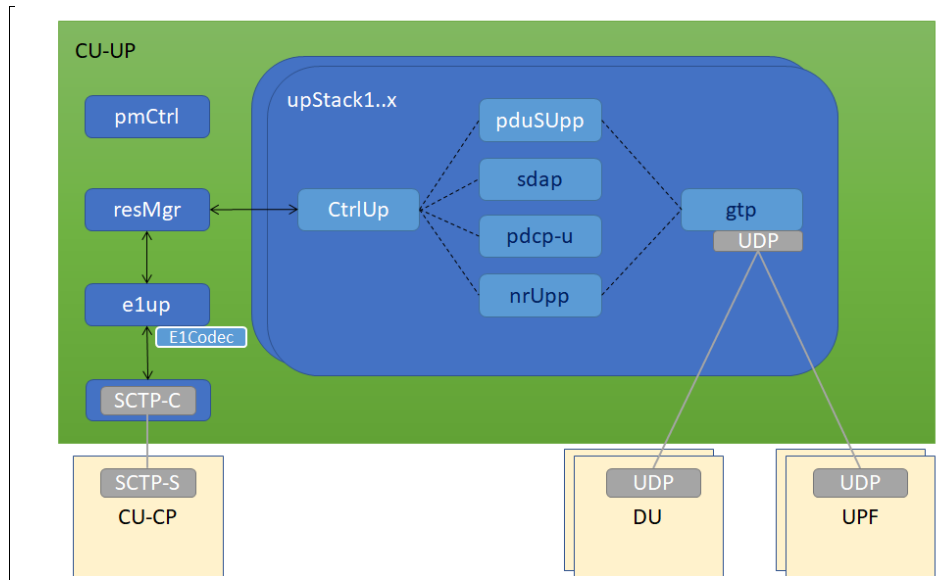 CU-UP
upStack1..x
pmCtrl
pduSUpp
sdap
resMgr
CtrlUp
gtp
pdcp-u
UDP
e1up
nrUpp
E1Codec
SCTP-C
SCTP-S
UDP
UDP
CU-CP
DU
UPF